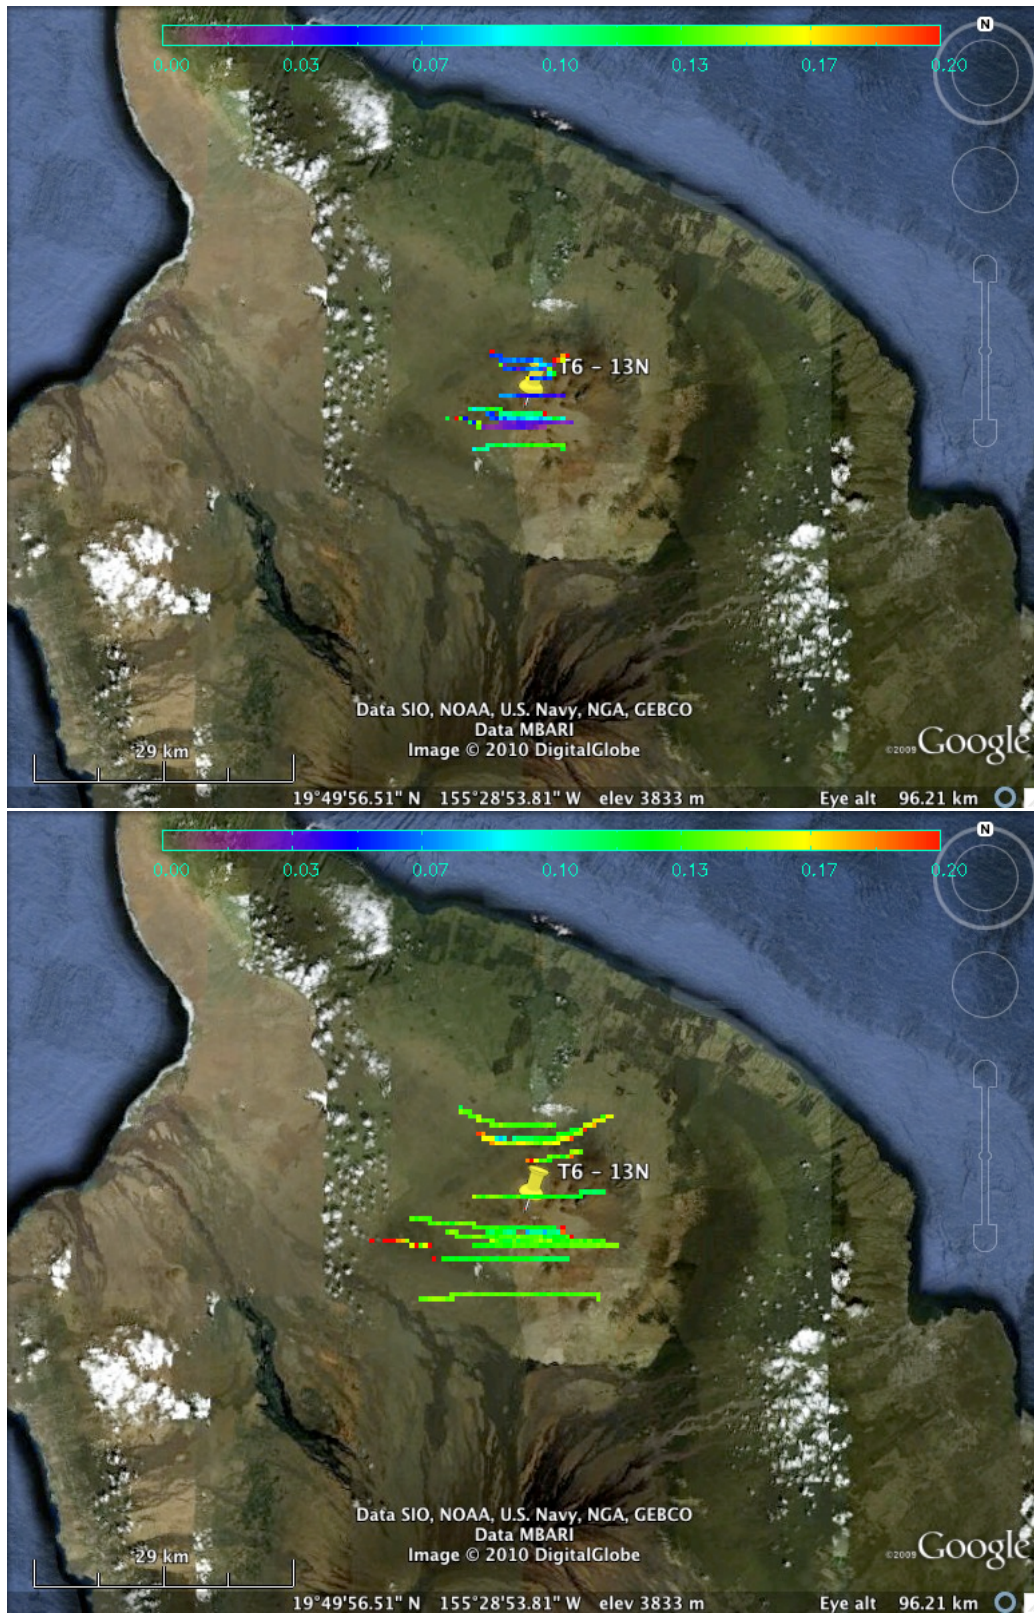 N
0.00 0.03 0.07 0.10 0.13 0.17 0.20
T6 - 13N
Data SIO, NOAA, U.S. Navy, NGA, GEBCO
Data MBARI
Image © 2010 DigitalGlobe
29 km
©2009 Google
19°49'56.51" N 155°28'53.81" W elev 3833 m Eye alt 96.21 km
N
0.00 0.03 0.07 0.10 0.13 0.17 0.20
T6 - 13N
Data SIO, NOAA, U.S. Navy, NGA, GEBCO
Data MBARI
Image © 2010 DigitalGlobe
29 km
©2009 Google
19°49'56.51" N 155°28'53.81" W elev 3833 m Eye alt 96.21 km